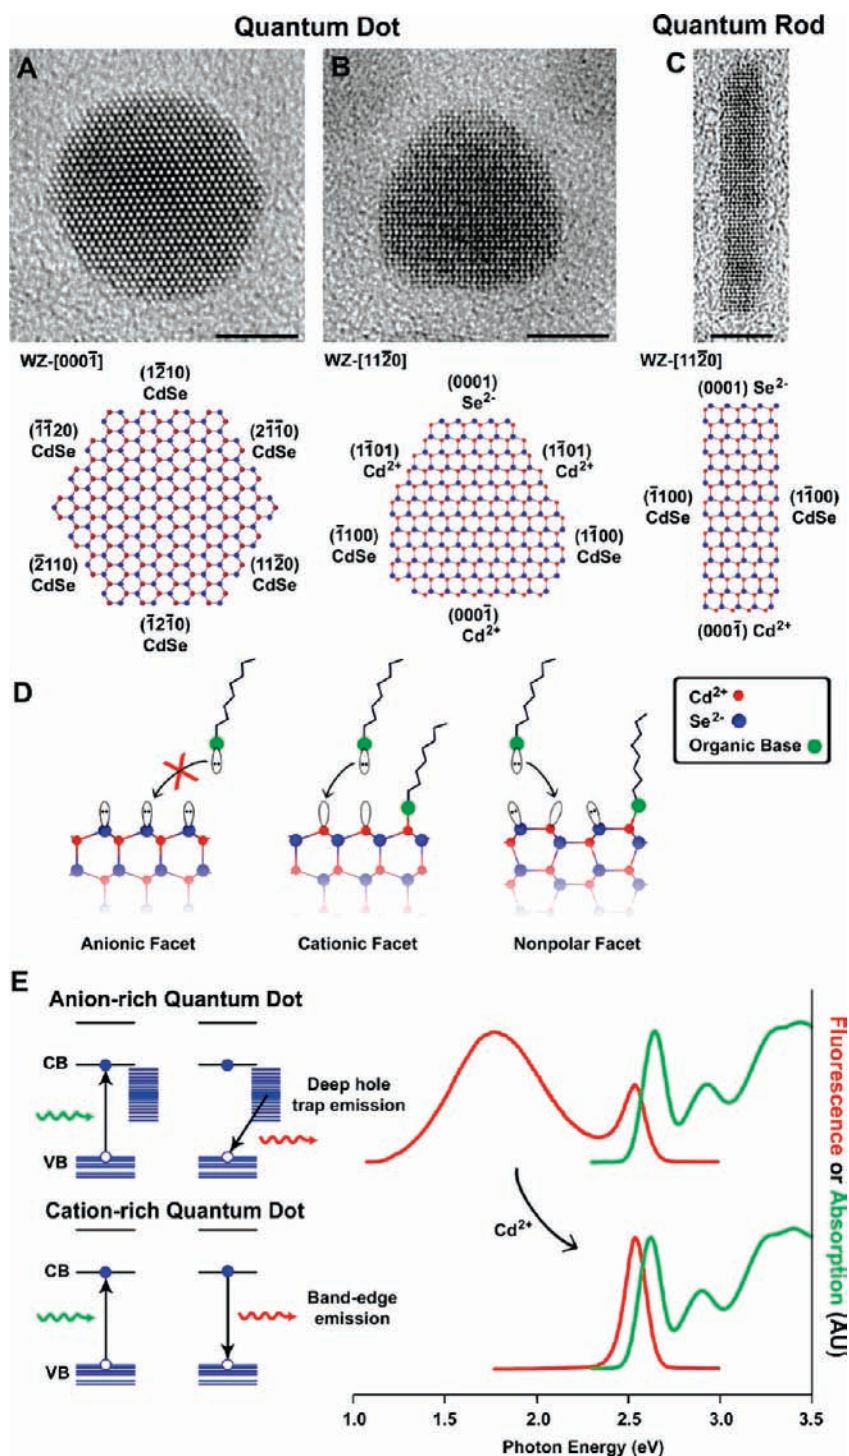 Quantum Dot
Quantum Rod
A
B
C
WZ-[0001̄]
WZ-[112̄0]
WZ-[112̄0]
(12̄10)
CdSe
(1̄1̄20)
CdSe
(21̄1̄0)
CdSe
(2̄110)
CdSe
(112̄0)
CdSe
(1̄21̄0)
CdSe
(0001)
Se2-
(11̄01)
Cd2+
(11̄01)
Cd2+
(1̄100)
CdSe
(11̄00)
CdSe
(0001̄)
Cd2+
(0001) Se2-
(1̄100)
CdSe
(11̄00)
CdSe
(0001̄) Cd2+
D
Cd2+
Se2-
Organic Base
Anionic Facet
Cationic Facet
Nonpolar Facet
E
Anion-rich Quantum Dot
CB
VB
Deep hole
trap emission
Cation-rich Quantum Dot
CB
VB
Band-edge
emission
Cd2+
Fluorescence or Absorption (AU)
1.0 1.5 2.0 2.5 3.0 3.5
Photon Energy (eV)